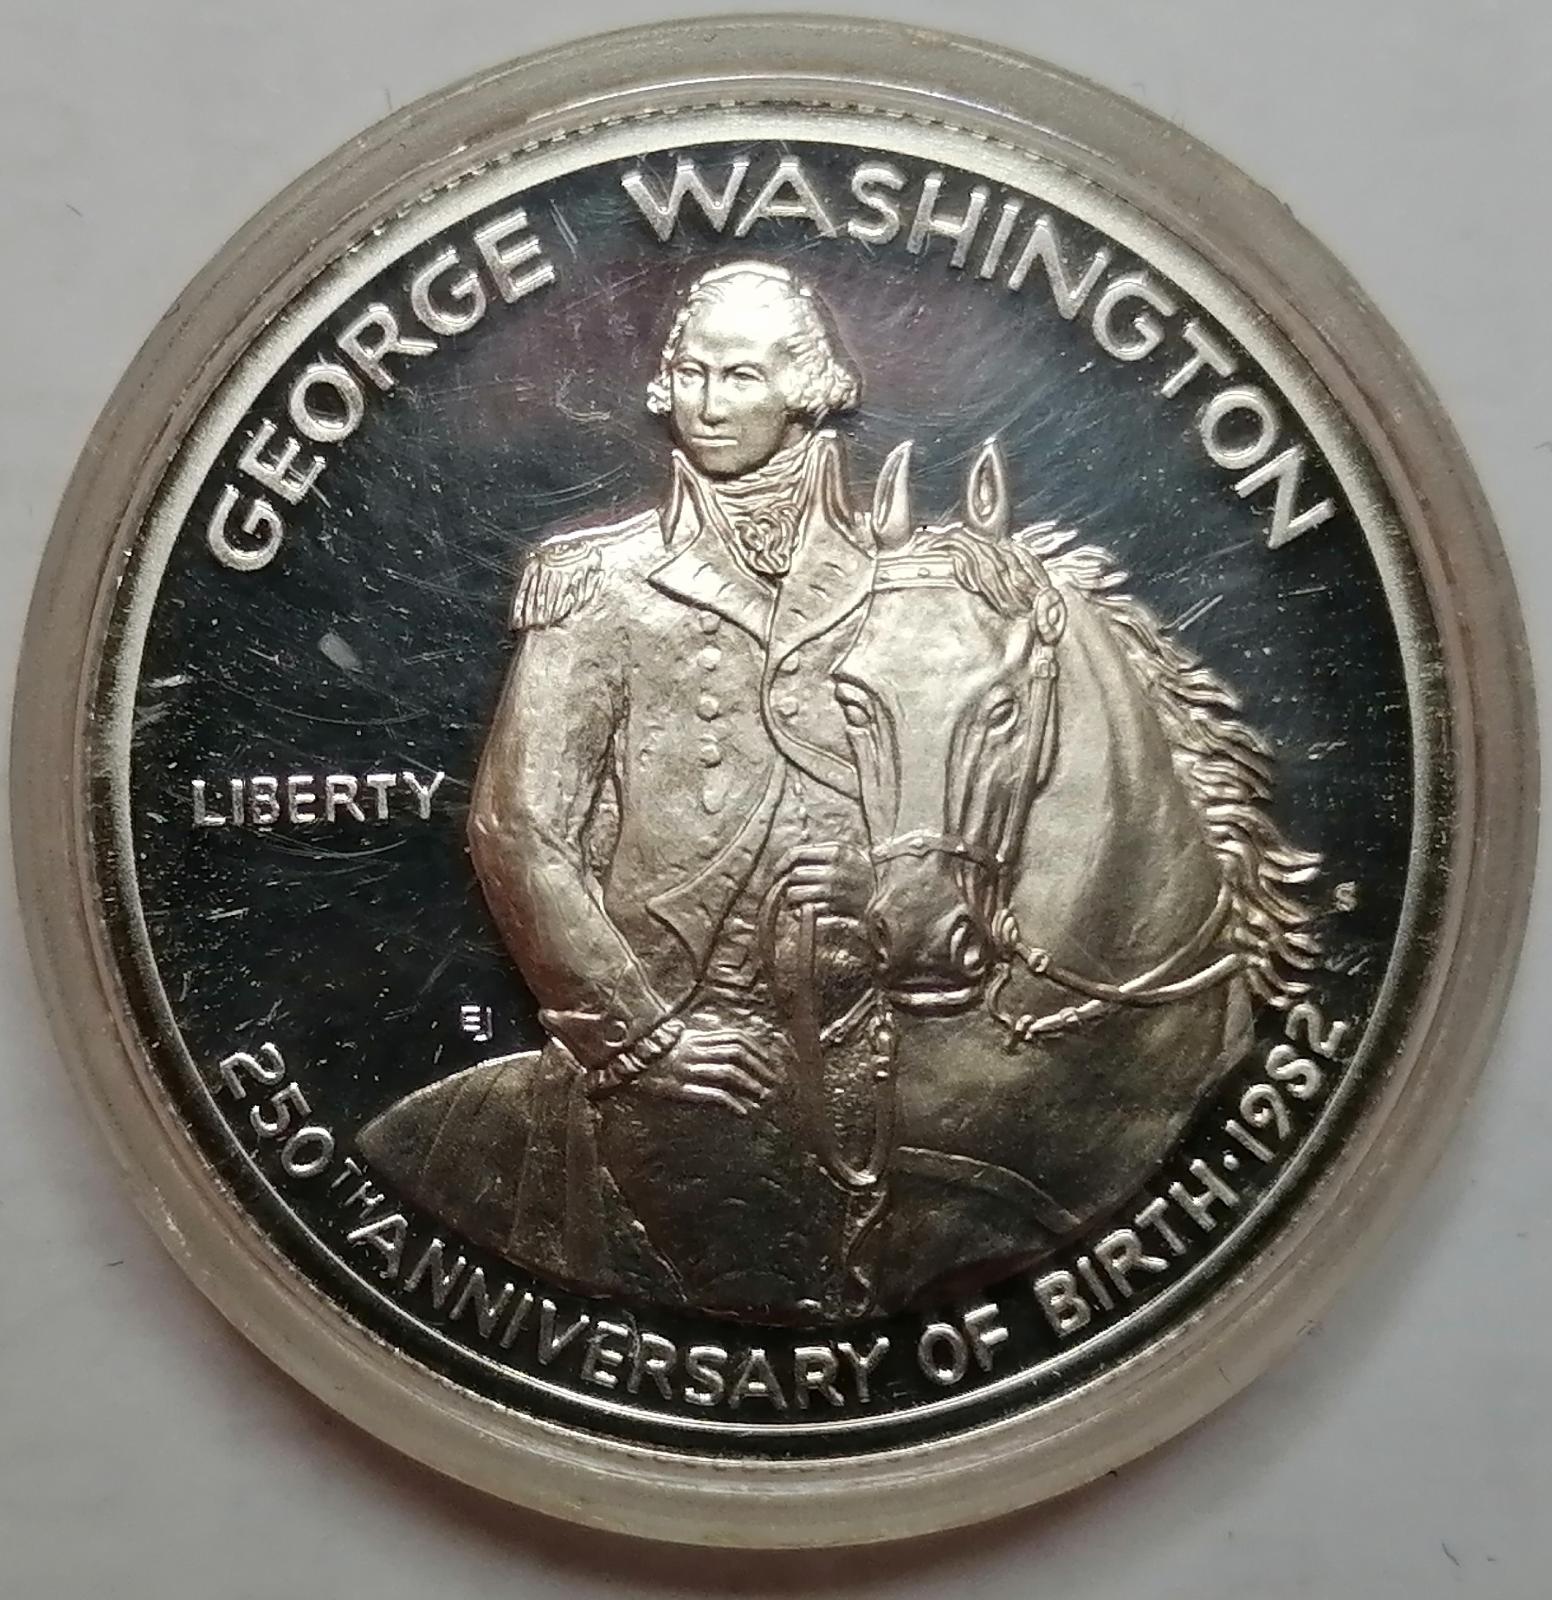 GEORGE WASHINGTON
LIBERTY
S
EJ
250TH ANNIVERSARY OF BIRTH · 1982